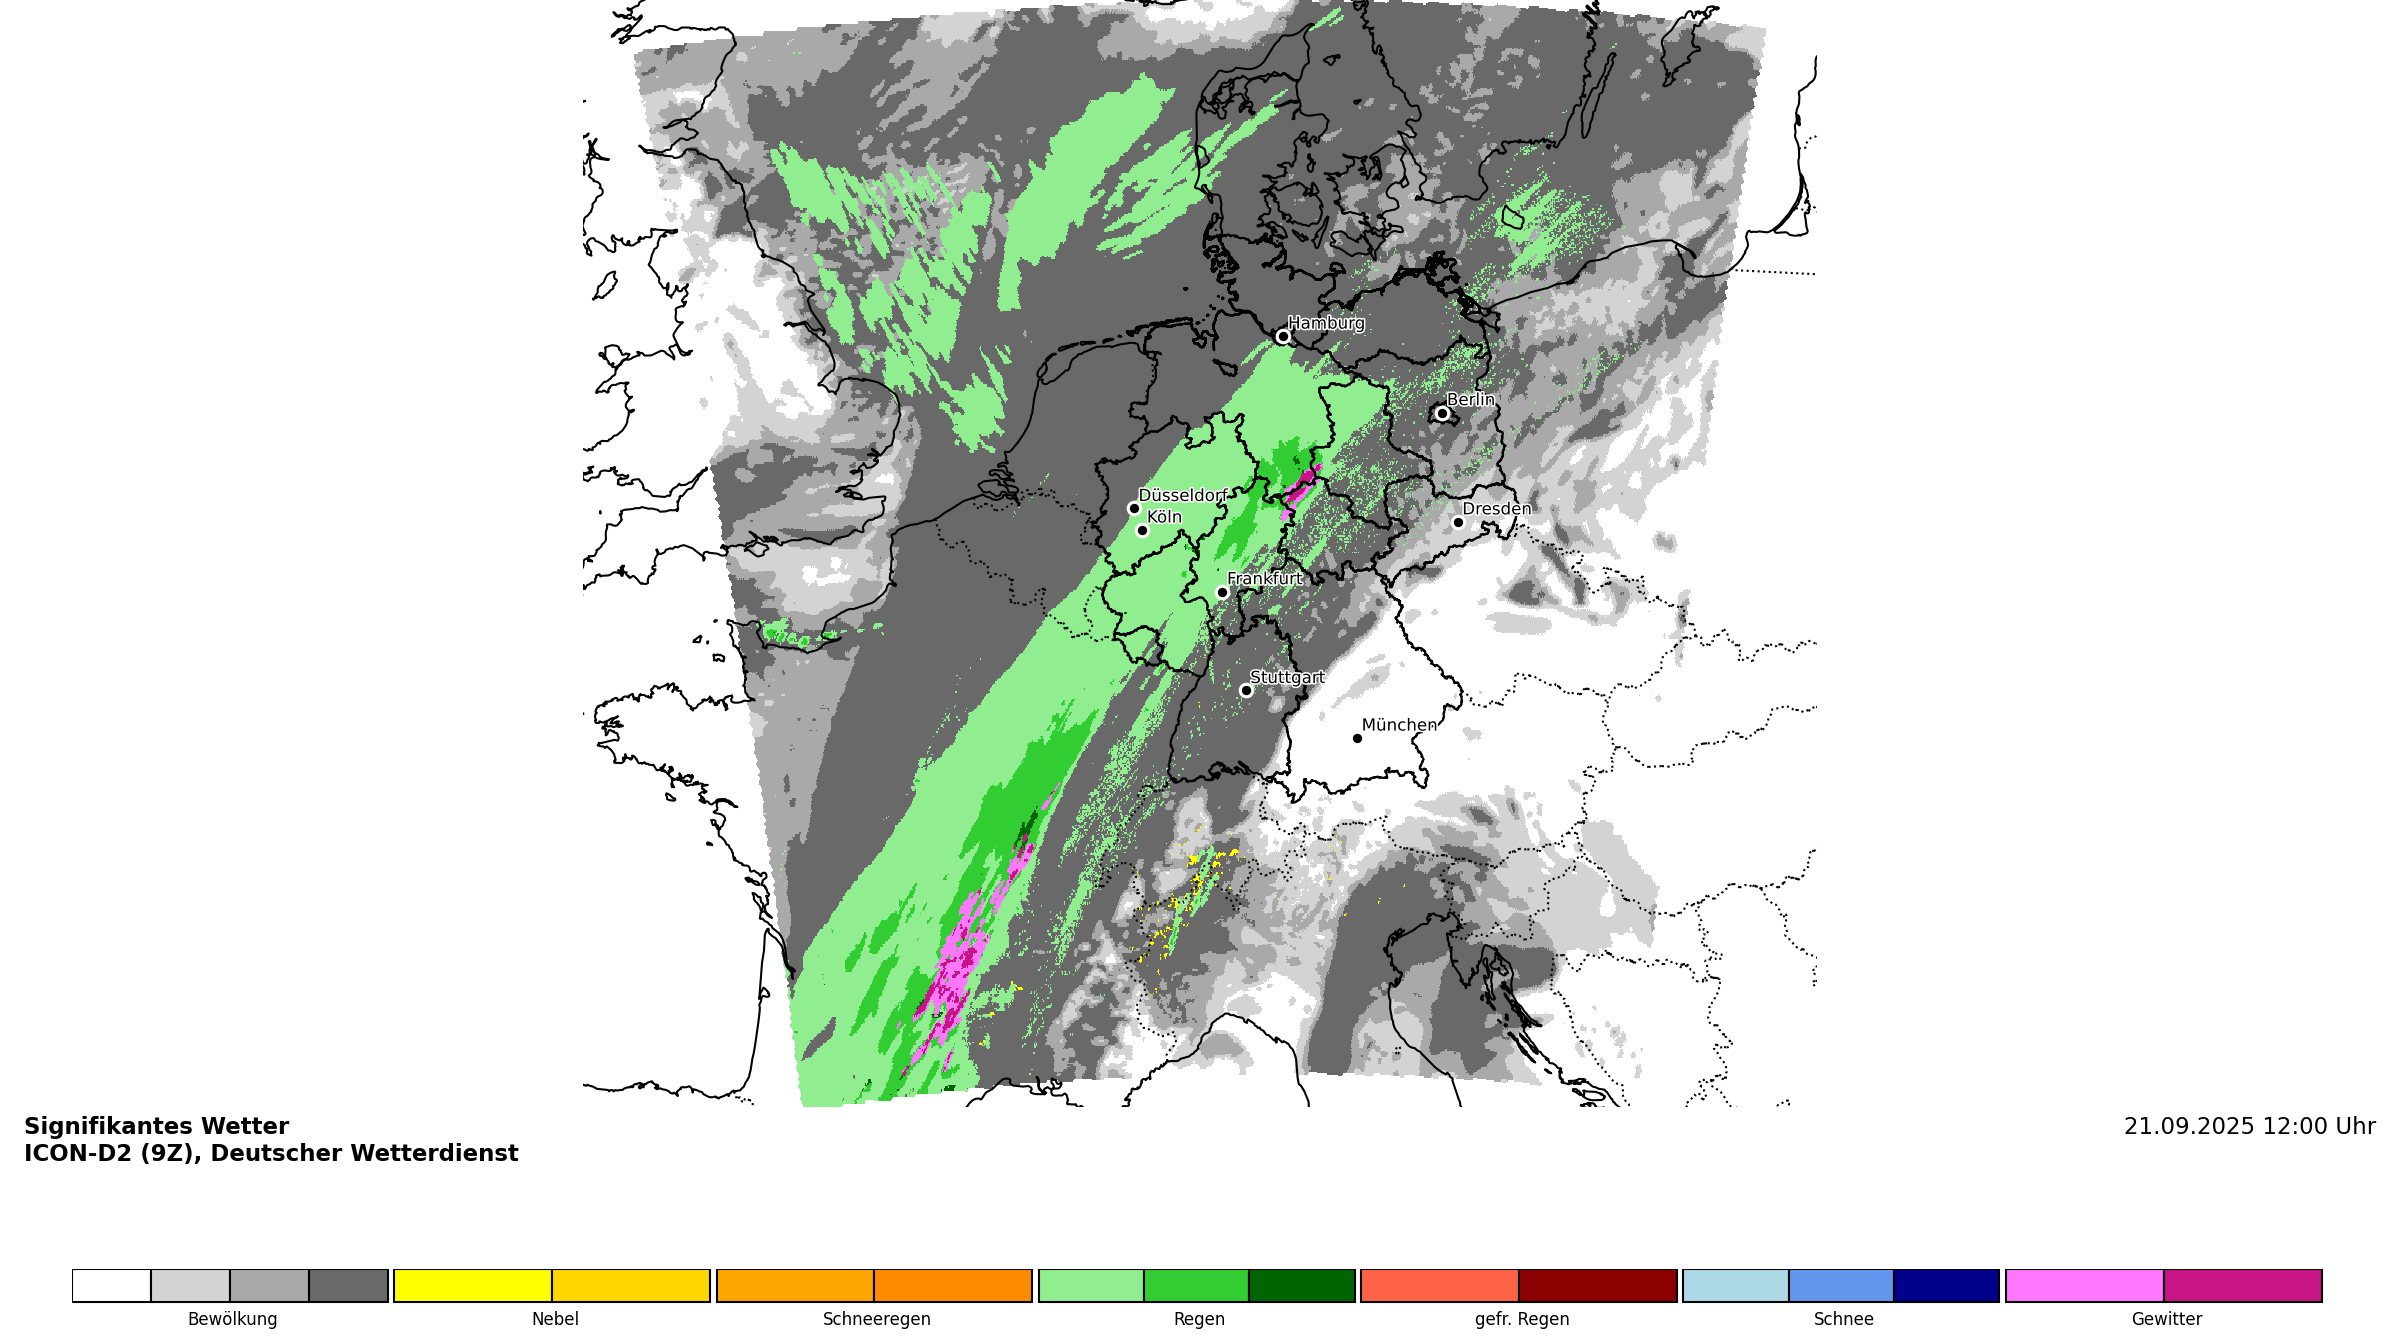 Hamburg
Berlin
Düsseldorf
Köln
Dresden
Frankfurt
Stuttgart
München
Signifikantes Wetter
21.09.2025 12:00 Uhr
ICON-D2 (9Z), Deutscher Wetterdienst
Bewölkung
Nebel
Schneeregen
Regen
gefr. Regen
Schnee
Gewitter